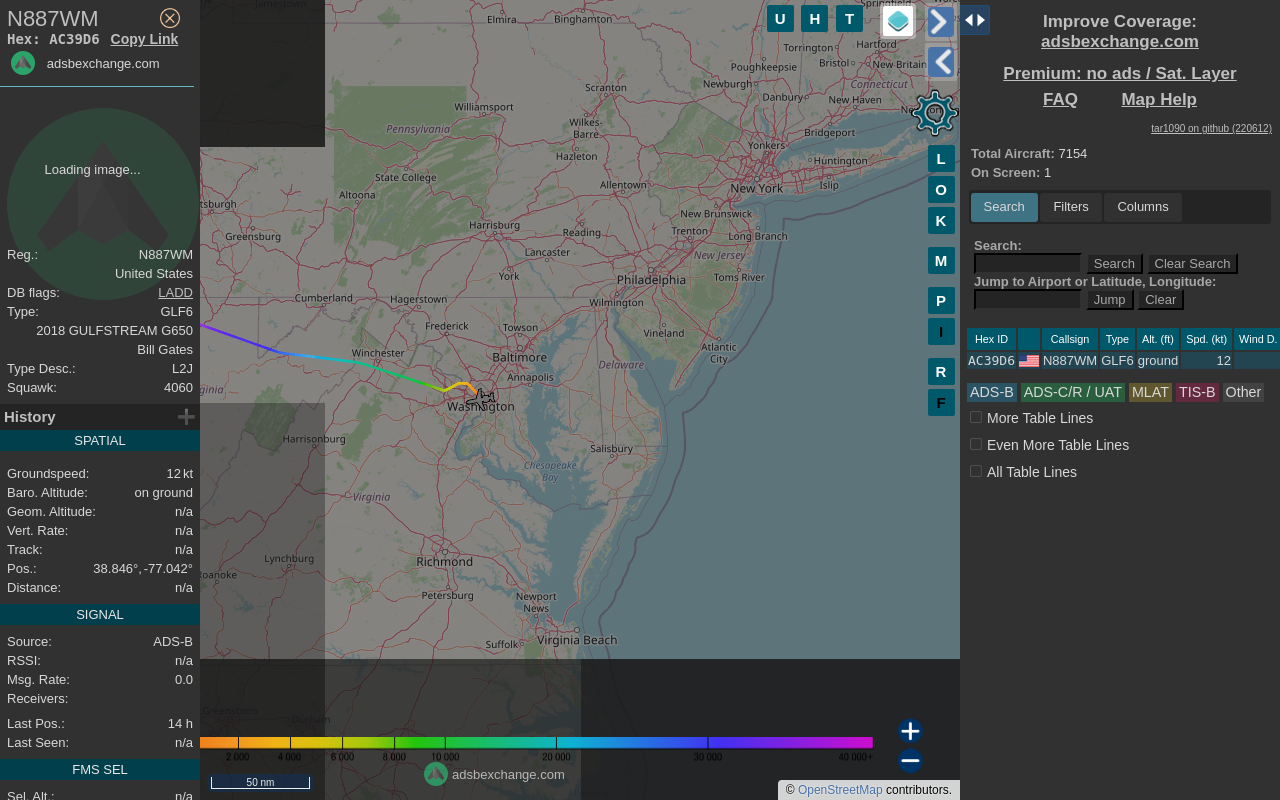 N887WM
Hex: AC39D6 Copy Link
adsbexchange.com
Loading image...
Reg.: N887WM
United States
DB flags: LADD
Type: GLF6
2018 GULFSTREAM G650
Bill Gates
Type Desc.: L2J
Squawk: 4060
History
SPATIAL
Groundspeed: 12 kt
Baro. Altitude: on ground
Geom. Altitude: n/a
Vert. Rate: n/a
Track: n/a
Pos.: 38.846°, -77.042°
Distance: n/a
SIGNAL
Source: ADS-B
RSSI: n/a
Msg. Rate: 0.0
Receivers:
Last Pos.: 14 h
Last Seen: n/a
FMS SEL
Sel. Alt.: n/a
Jamestown
Elmira
Binghamton
Springfield
Torrington
Hartford
Bristol
New Britain
Poughkeepsie
Connecticut
Newburgh
Danbury
New Haven
Scranton
Williamsport
Pennsylvania
Wilkes-
Barre
Bridgeport
Yonkers
Hazleton
Huntington
State College
Allentown
New York
Islip
Altoona
tsburgh
New Brunswick
Harrisburg
Reading
Trenton
Long Branch
Greensburg
Lancaster
New Jersey
York
Philadelphia
Toms River
Cumberland
Hagerstown
Wilmington
Frederick
Towson
Vineland
Winchester
Baltimore
Atlantic
City
Annapolis
Delaware
ginia
Washington
Harrisonburg
Salisbury
Chesapeake
Bay
Virginia
Lynchburg
Richmond
Roanoke
Petersburg
Newport
News
Suffolk
Virginia Beach
Greensboro
Durham
U H T
L
O
K
M
P
I
R
F
2 000 4 000 6 000 8 000 10 000 20 000 30 000 40 000+
50 nm
adsbexchange.com
© OpenStreetMap contributors.
Improve Coverage:
adsbexchange.com
Premium: no ads / Sat. Layer
FAQ Map Help
tar1090 on github (220612)
Total Aircraft: 7154
On Screen: 1
Search Filters Columns
Search:
Search Clear Search
Jump to Airport or Latitude, Longitude:
Jump Clear
Hex ID Callsign Type Alt. (ft) Spd. (kt) Wind D.
AC39D6 N887WM GLF6 ground 12
ADS-B ADS-C/R / UAT MLAT TIS-B Other
More Table Lines
Even More Table Lines
All Table Lines